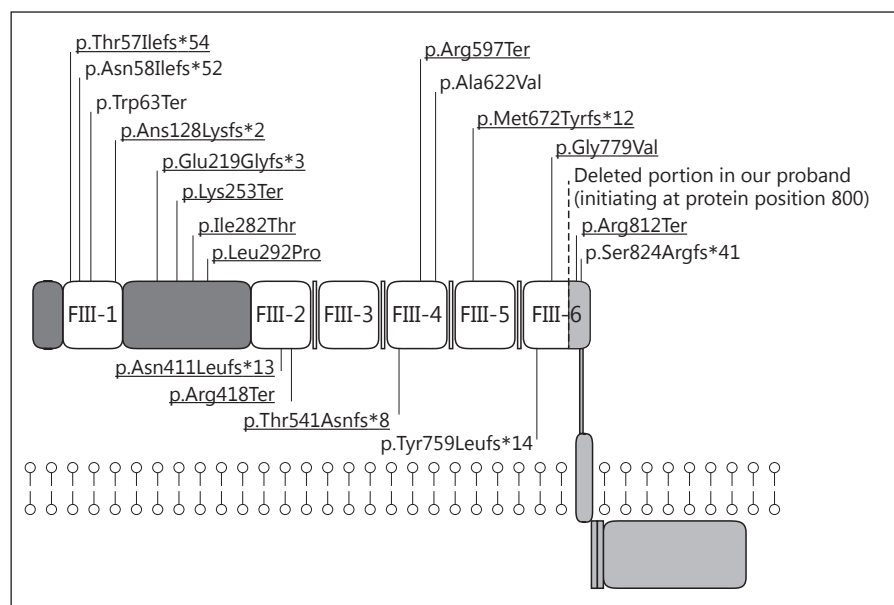 p.Thr57Ilefs*54
p.Asn58Ilefs*52
p.Trp63Ter
p.Ans128Lysfs*2
p.Glu219Glyfs*3
p.Lys253Ter
p.Ile282Thr
p.Leu292Pro
p.Arg597Ter
p.Ala622Val
p.Met672Tyrfs*12
p.Gly779Val
Deleted portion in our proband
(initiating at protein position 800)
p.Arg812Ter
p.Ser824Argfs*41
FIII-1
FIII-2
FIII-3
FIII-4
FIII-5
FIII-6
p.Asn411Leufs*13
p.Arg418Ter
p.Thr541Asnfs*8
p.Tyr759Leufs*14